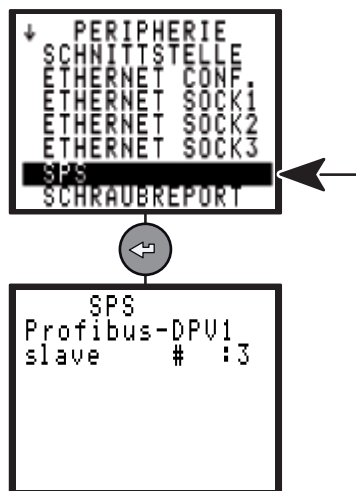 ↓ PERIPHERIE
SCHNITTSTELLE
ETHERNET CONF.
ETHERNET SOCK1
ETHERNET SOCK2
ETHERNET SOCK3
SPS
SCHRAUBREPORT
SPS
Profibus-DPV1
slave # :3